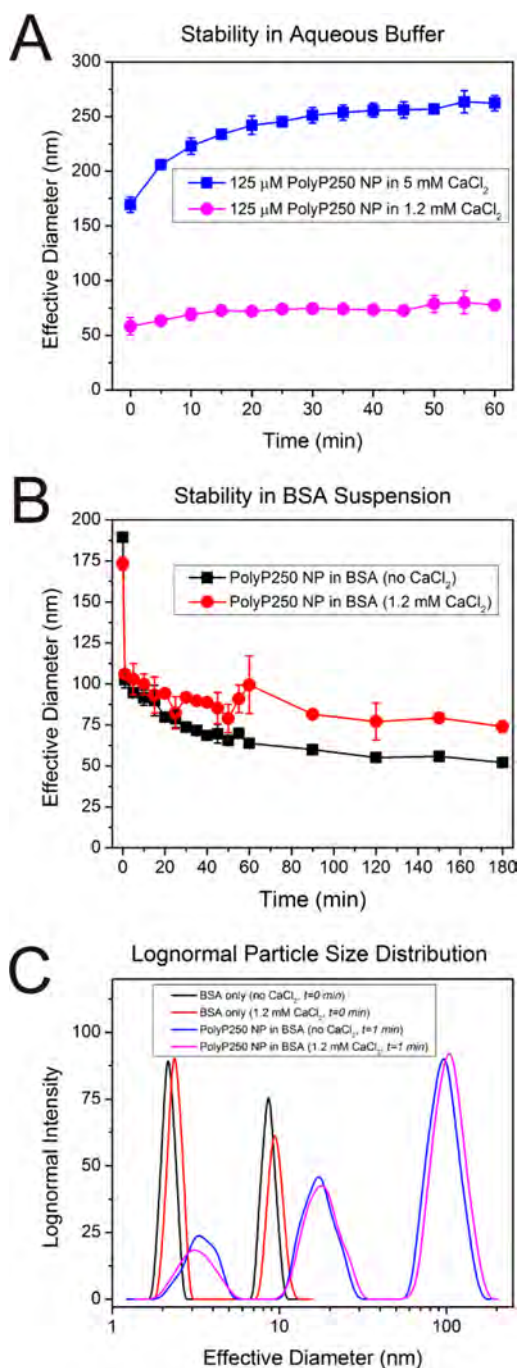 A
Stability in Aqueous Buffer
300
250
200
150
100
50
0
Effective Diameter (nm)
125 μM PolyP250 NP in 5 mM CaCl₂
125 μM PolyP250 NP in 1.2 mM CaCl₂
0 10 20 30 40 50 60
Time (min)
B
Stability in BSA Suspension
200
175
150
125
100
75
50
25
0
Effective Diameter (nm)
PolyP250 NP in BSA (no CaCl₂)
PolyP250 NP in BSA (1.2 mM CaCl₂)
0 20 40 60 80 100 120 140 160 180
Time (min)
C
Lognormal Particle Size Distribution
100
75
50
25
0
Lognormal Intensity
BSA only (no CaCl₂, t=0 min)
BSA only (1.2 mM CaCl₂, t=0 min)
PolyP250 NP in BSA (no CaCl₂, t=1 min)
PolyP250 NP in BSA (1.2 mM CaCl₂, t=1 min)
1 10 100
Effective Diameter (nm)